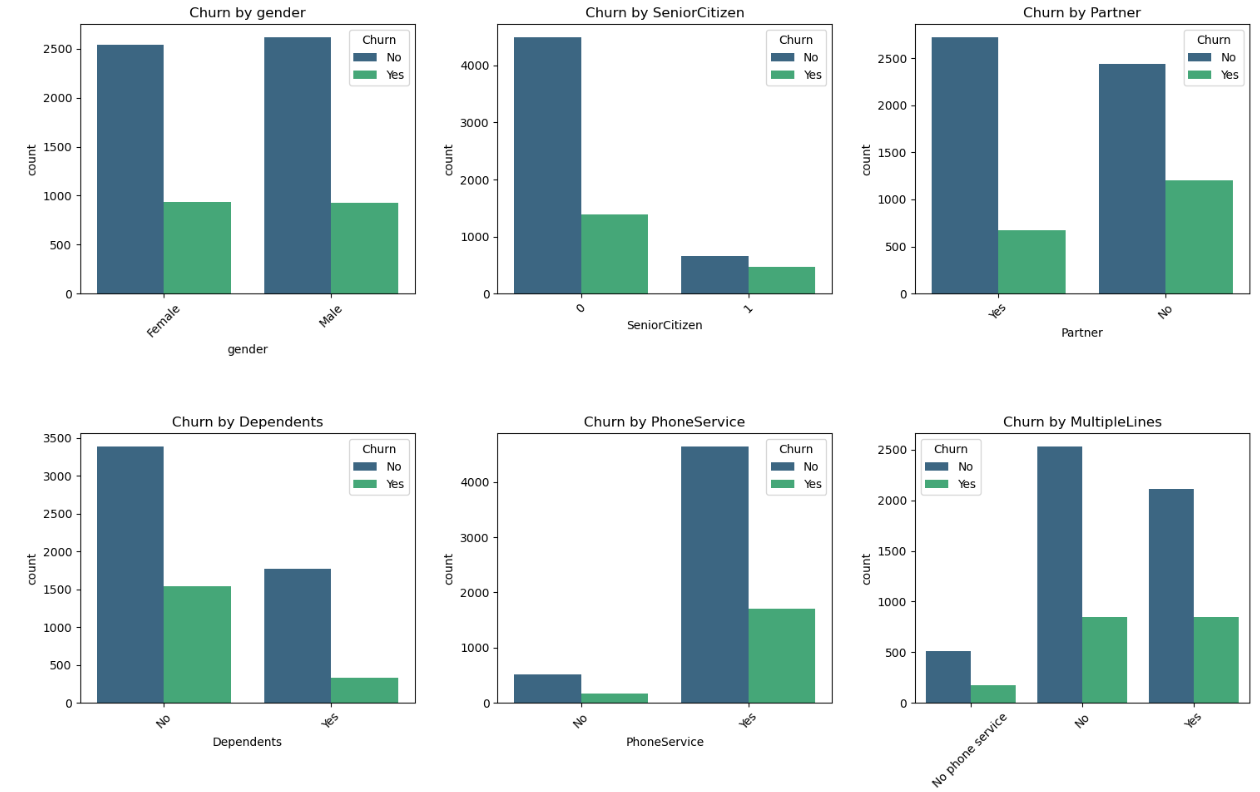 Churn by gender
Churn
No
Yes
2500
2000
1500
1000
500
0
count
Female
Male
gender
Churn by SeniorCitizen
Churn
No
Yes
4000
3000
2000
1000
0
count
0
1
SeniorCitizen
Churn by Partner
Churn
No
Yes
2500
2000
1500
1000
500
0
count
Yes
No
Partner
Churn by Dependents
Churn
No
Yes
3500
3000
2500
2000
1500
1000
500
0
count
No
Yes
Dependents
Churn by PhoneService
Churn
No
Yes
4000
3000
2000
1000
0
count
No
Yes
PhoneService
Churn by MultipleLines
Churn
No
Yes
2500
2000
1500
1000
500
0
count
No phone service
No
Yes